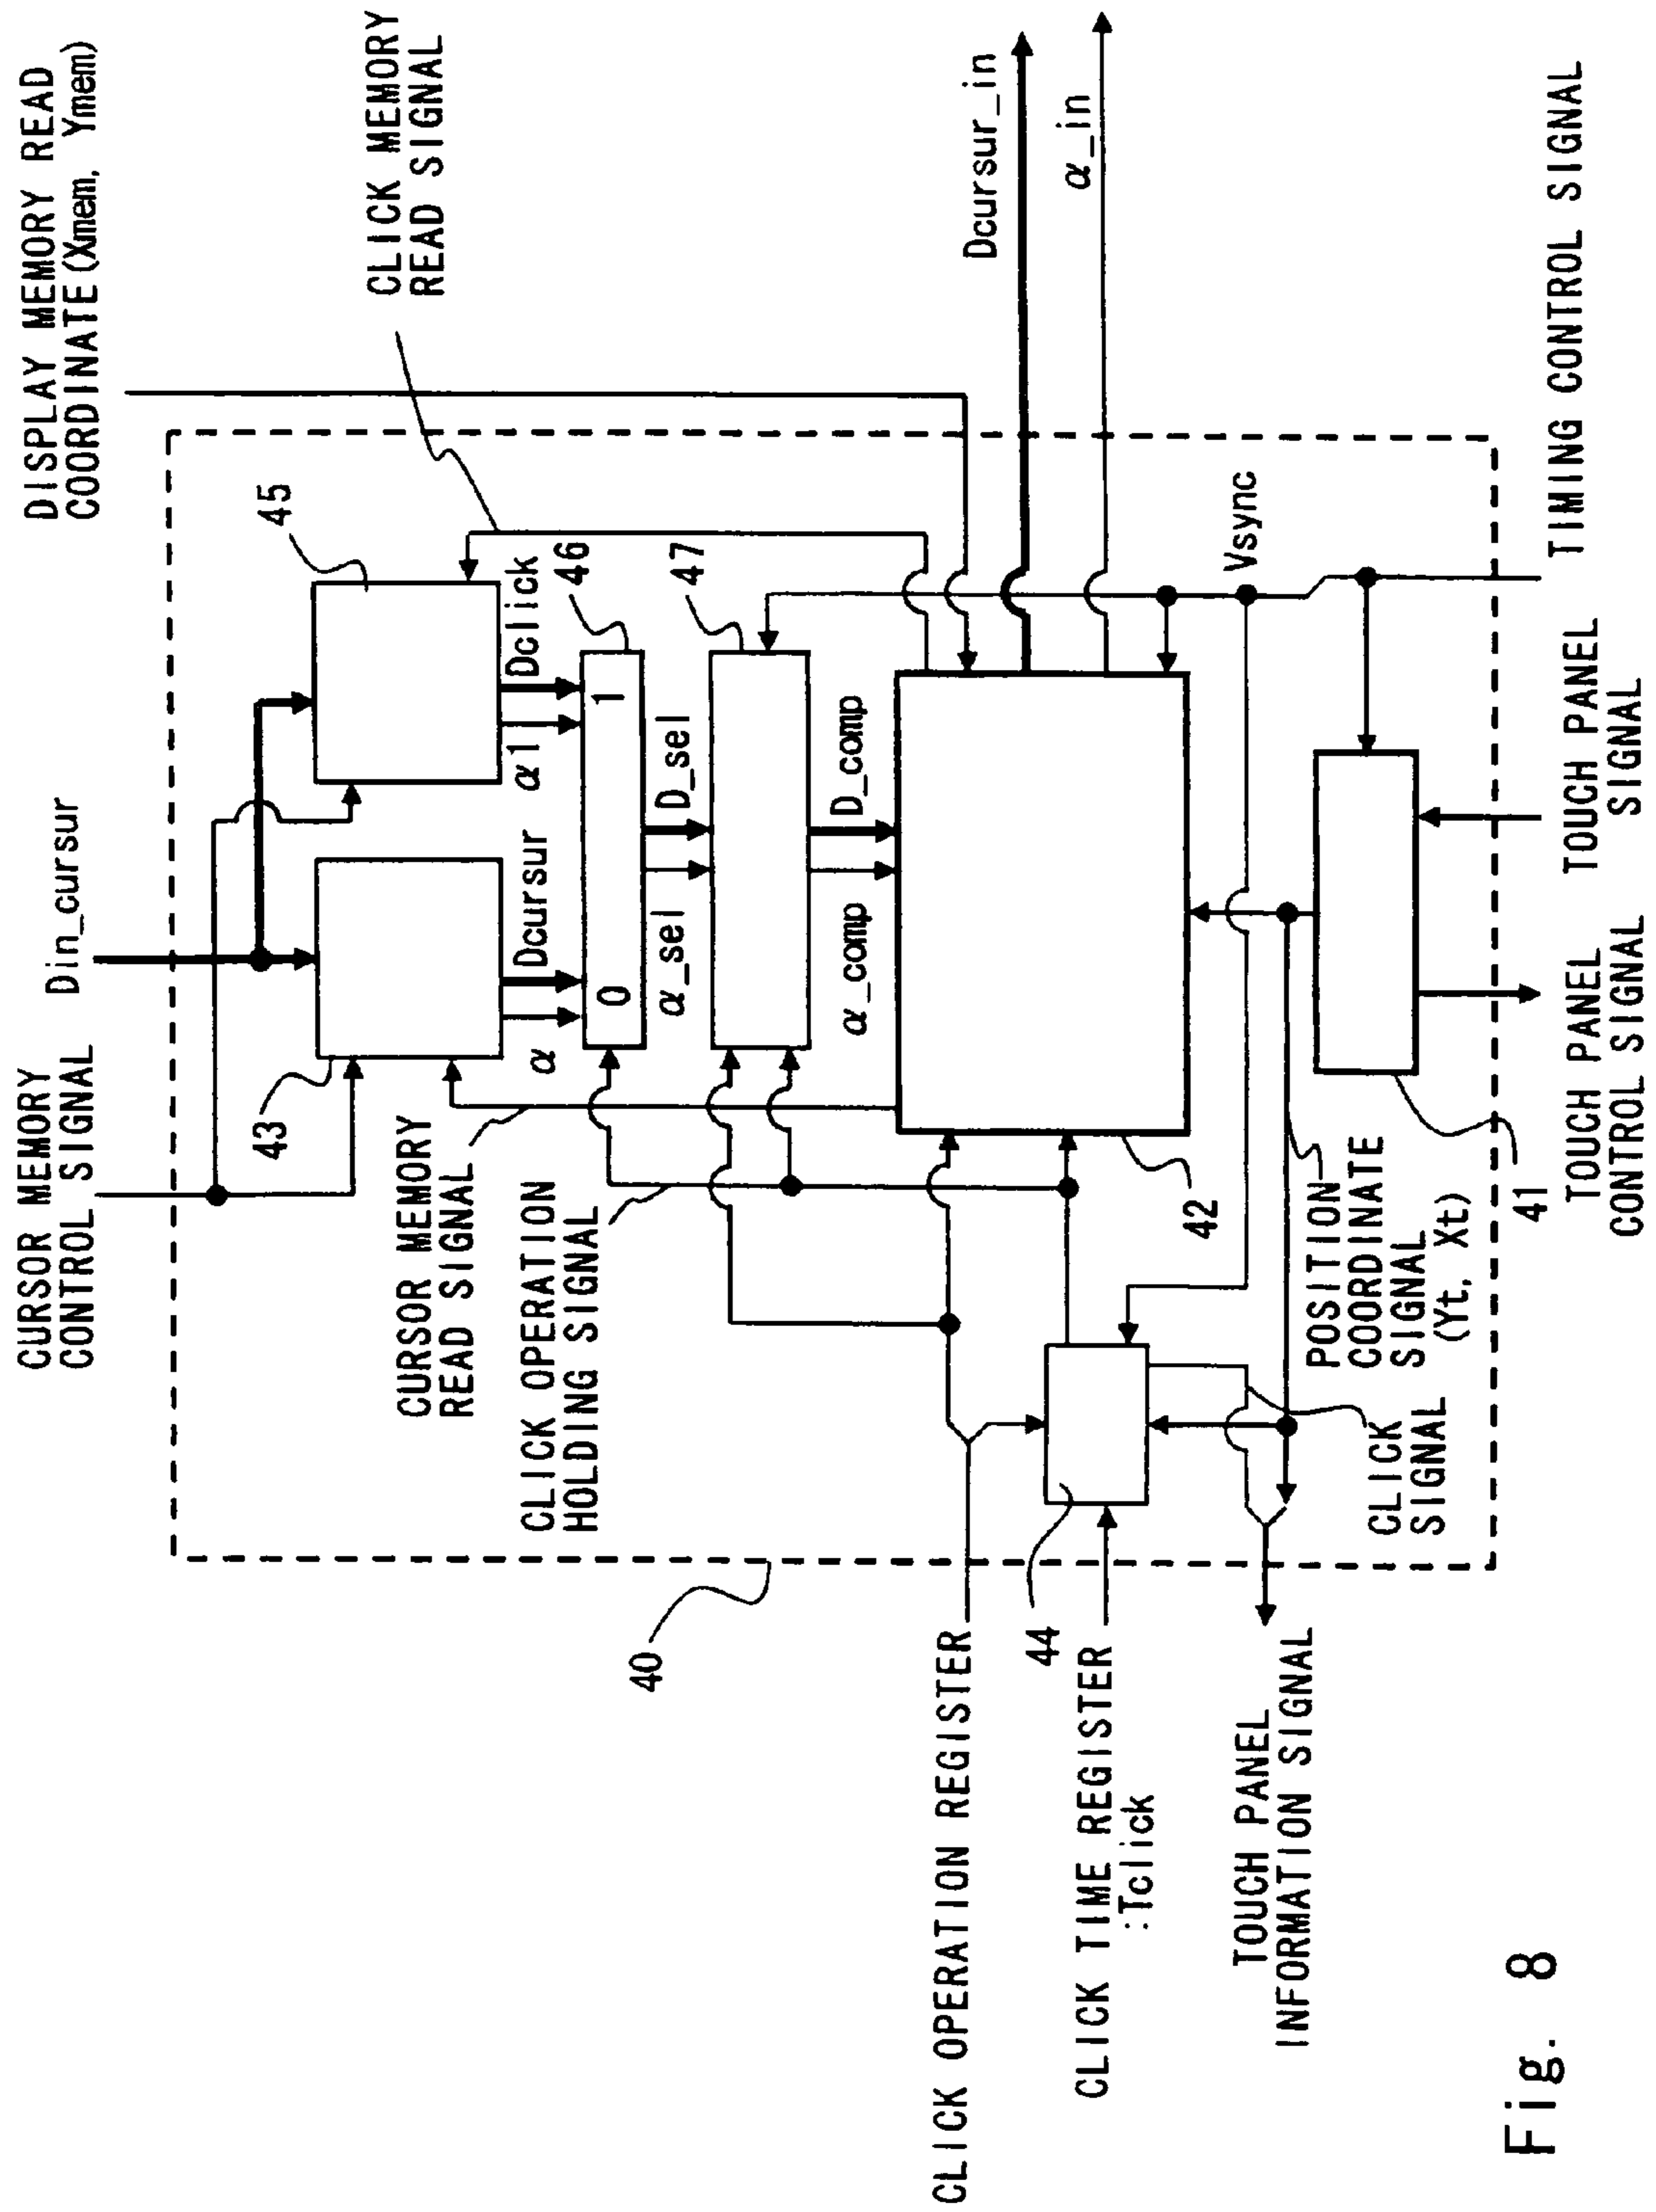 CURSOR MEMORY
CONTROL SIGNAL
Din_cursur
DISPLAY MEMORY READ
COORDINATE (Xmem, Ymem)
CLICK MEMORY
READ SIGNAL
43
45
CURSOR MEMORY
READ SIGNAL
α
Dcursur
α1
Dclick
46
0
1
CLICK OPERATION
HOLDING SIGNAL
α_sel
D_sel
47
α_comp
D_comp
Dcursur_in
α_in
40
CLICK OPERATION REGISTER
44
CLICK TIME REGISTER
:Tclick
42
Vsync
TOUCH PANEL
INFORMATION SIGNAL
CLICK
SIGNAL
POSITION
COORDINATE
SIGNAL
(Yt, Xt)
41
TOUCH PANEL
CONTROL SIGNAL
TOUCH PANEL
SIGNAL
TIMING CONTROL SIGNAL
Fig. 8